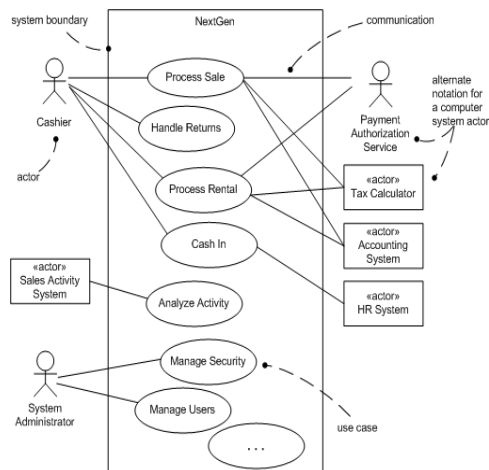 system boundary
NextGen
communication
Process Sale
alternate
notation for
a computer
system actor
Cashier
Handle Returns
Payment
Authorization
Service
actor
Process Rental
«actor»
Tax Calculator
Cash In
«actor»
Accounting
System
«actor»
Sales Activity
System
Analyze Activity
«actor»
HR System
Manage Security
System
Administrator
Manage Users
use case
. . .